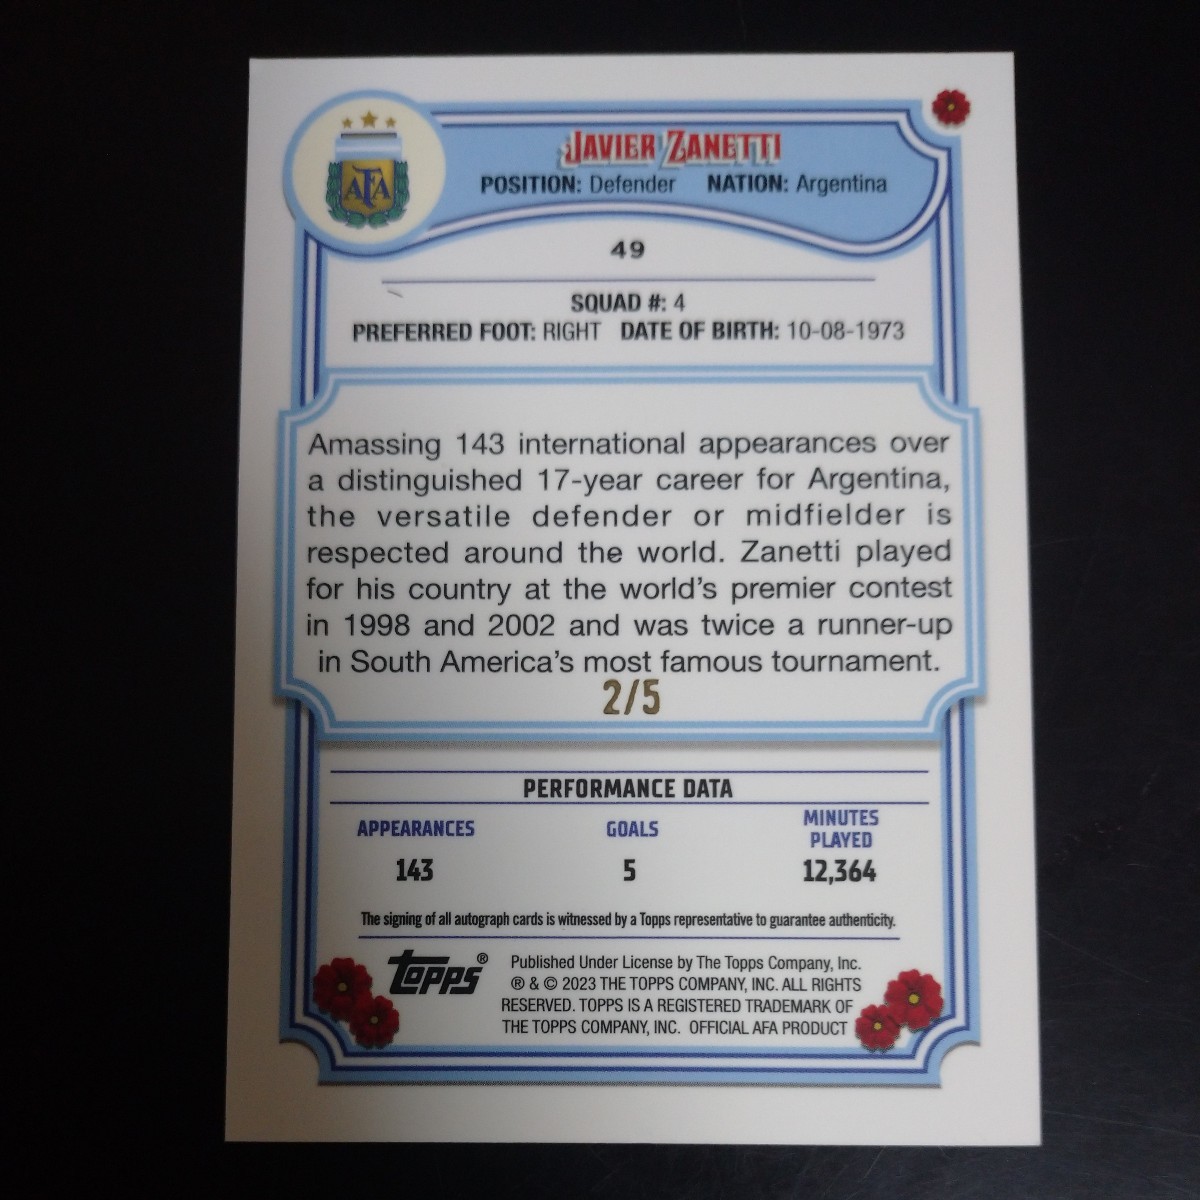 AFA
JAVIER ZANETTI
POSITION: Defender NATION: Argentina
49
SQUAD #: 4
PREFERRED FOOT: RIGHT DATE OF BIRTH: 10-08-1973
Amassing 143 international appearances over
a distinguished 17-year career for Argentina,
the versatile defender or midfielder is
respected around the world. Zanetti played
for his country at the world's premier contest
in 1998 and 2002 and was twice a runner-up
in South America's most famous tournament.
2/5
PERFORMANCE DATA
APPEARANCES GOALS MINUTES
PLAYED
143 5 12,364
The signing of all autograph cards is witnessed by a Topps representative to guarantee authenticity.
topps®
Published Under License by The Topps Company, Inc.
® & © 2023 THE TOPPS COMPANY, INC. ALL RIGHTS
RESERVED. TOPPS IS A REGISTERED TRADEMARK OF
THE TOPPS COMPANY, INC. OFFICIAL AFA PRODUCT